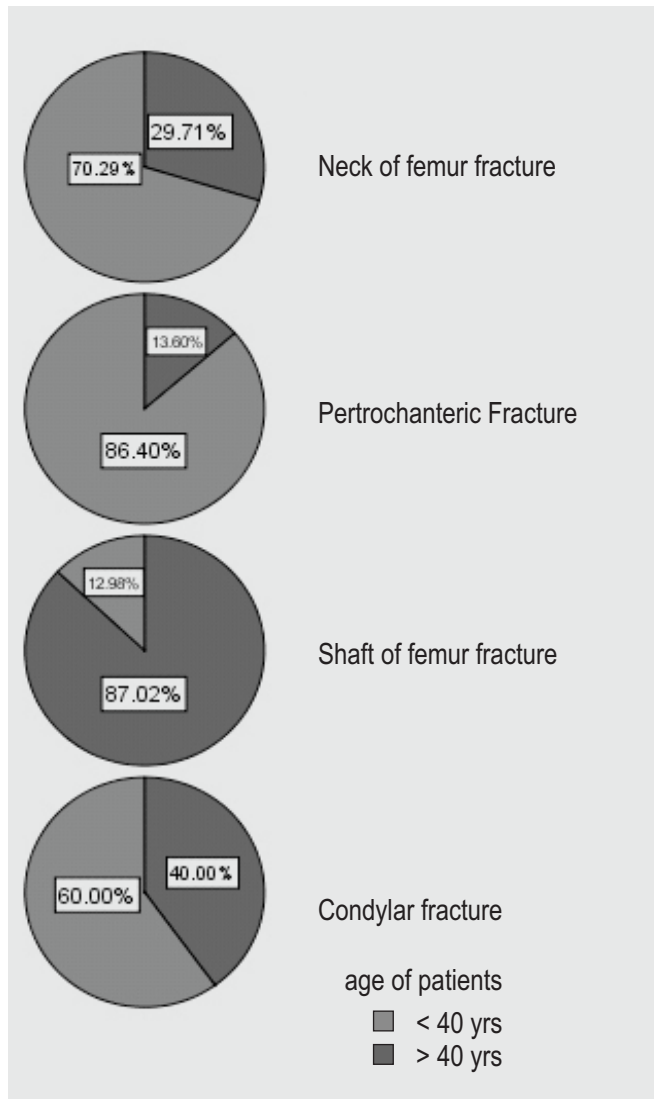 29.71%
70.29%
Neck of femur fracture
13.60%
Pertrochanteric Fracture
86.40%
12.98%
Shaft of femur fracture
87.02%
40.00%
60.00%
Condylar fracture
age of patients
< 40 yrs
> 40 yrs